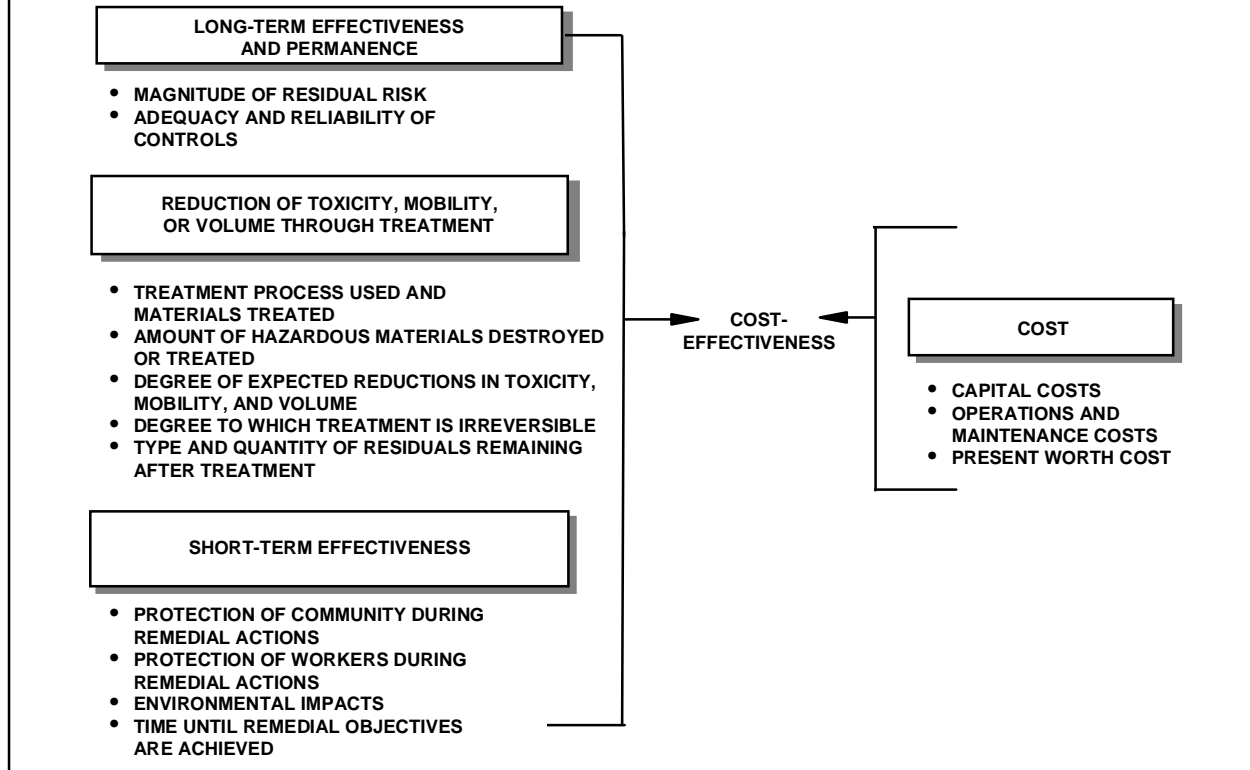 LONG-TERM EFFECTIVENESS
AND PERMANENCE
• MAGNITUDE OF RESIDUAL RISK
• ADEQUACY AND RELIABILITY OF
CONTROLS
REDUCTION OF TOXICITY, MOBILITY,
OR VOLUME THROUGH TREATMENT
• TREATMENT PROCESS USED AND
MATERIALS TREATED
• AMOUNT OF HAZARDOUS MATERIALS DESTROYED
OR TREATED
• DEGREE OF EXPECTED REDUCTIONS IN TOXICITY,
MOBILITY, AND VOLUME
• DEGREE TO WHICH TREATMENT IS IRREVERSIBLE
• TYPE AND QUANTITY OF RESIDUALS REMAINING
AFTER TREATMENT
SHORT-TERM EFFECTIVENESS
• PROTECTION OF COMMUNITY DURING
REMEDIAL ACTIONS
• PROTECTION OF WORKERS DURING
REMEDIAL ACTIONS
• ENVIRONMENTAL IMPACTS
• TIME UNTIL REMEDIAL OBJECTIVES
ARE ACHIEVED
COST-
EFFECTIVENESS
COST
• CAPITAL COSTS
• OPERATIONS AND
MAINTENANCE COSTS
• PRESENT WORTH COST